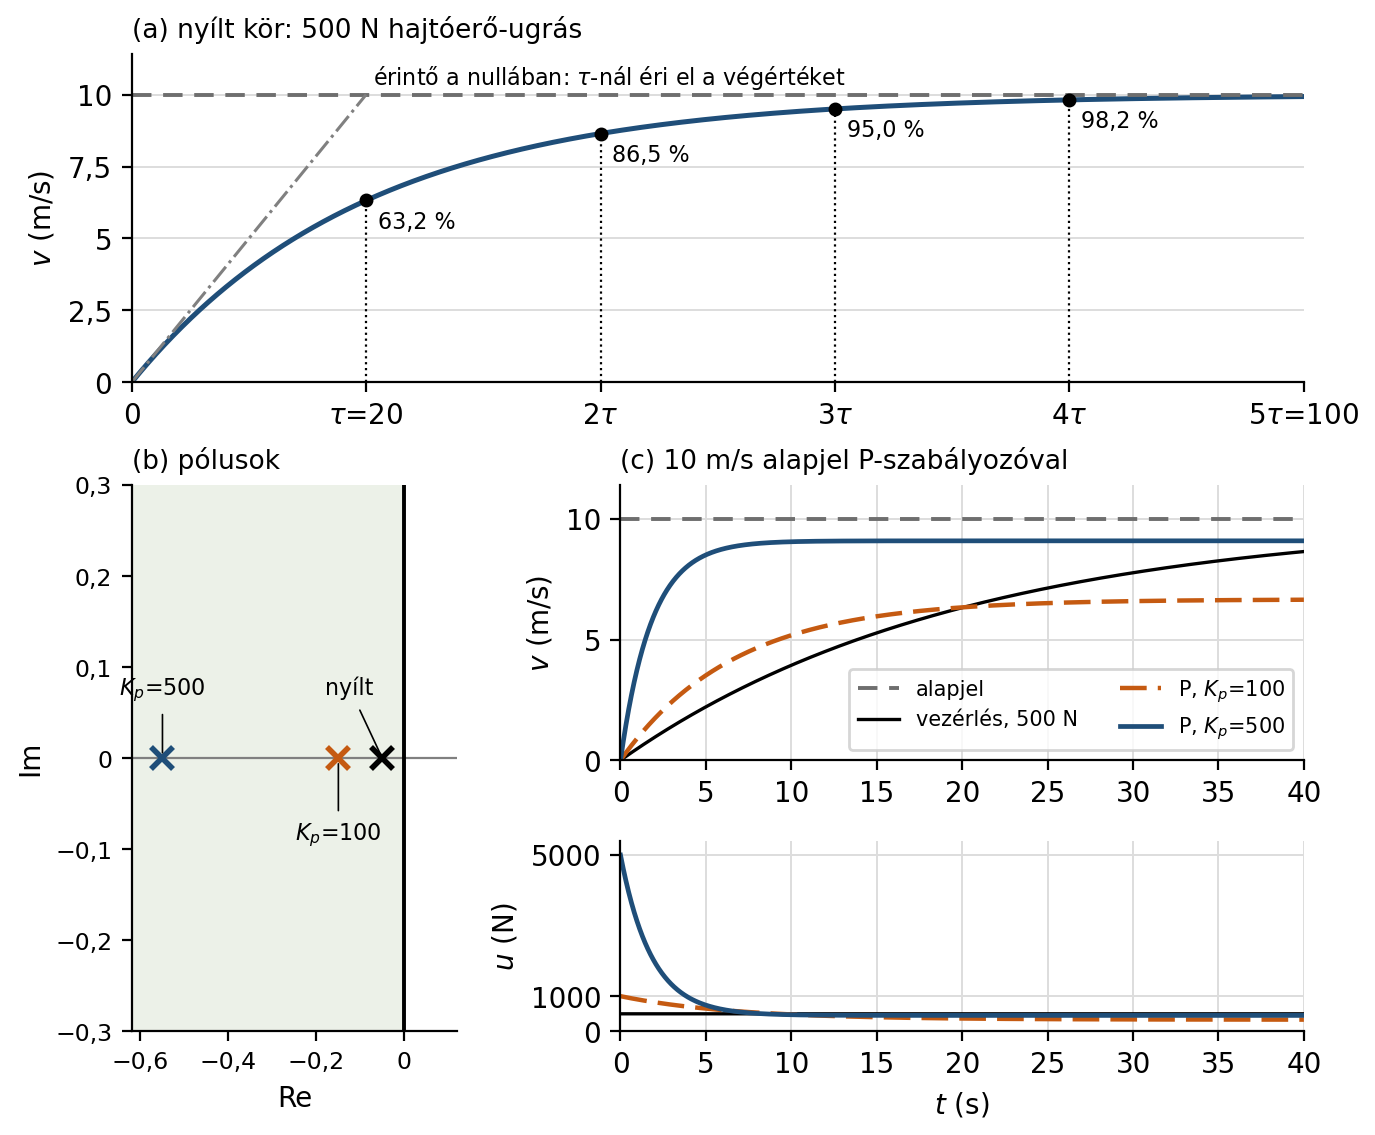 (a) nyílt kör: 500 N hajtóerő-ugrás
érintő a nullában: τ-nál éri el a végértéket
v (m/s)
10
7,5
5
2,5
0
63,2 %
86,5 %
95,0 %
98,2 %
0
τ=20
2τ
3τ
4τ
5τ=100
(b) pólusok
Im
0,3
0,2
0,1
0
−0,1
−0,2
−0,3
Kp=500
nyílt
Kp=100
−0,6
−0,4
−0,2
0
Re
(c) 10 m/s alapjel P-szabályozóval
v (m/s)
10
5
0
alapjel
vezérlés, 500 N
P, Kp=100
P, Kp=500
0
5
10
15
20
25
30
35
40
u (N)
5000
1000
0
0
5
10
15
20
25
30
35
40
t (s)